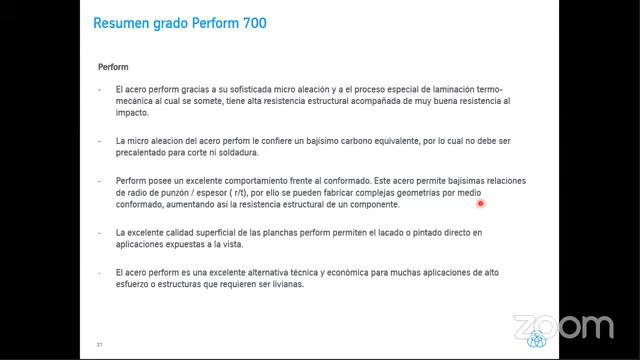 Resumen grado Perform 700
Perform
- El acero perform gracias a su sofisticada micro aleación y a el proceso especial de laminación termo-
mecánica al cual se somete, tiene alta resistencia estructural acompañada de muy buena resistencia al
impacto.
- La micro aleación del acero perfom le confiere un bajísimo carbono equivalente, por lo cual no debe ser
precalentado para corte ni soldadura.
- Perform posee un excelente comportamiento frente al conformado. Este acero permite bajísimas relaciones
de radio de punzón / espesor ( r/t), por ello se pueden fabricar complejas geometrías por medio
conformado, aumentando así la resistencia estructural de un componente.
- La excelente calidad superficial de las planchas perform permiten el lacado o pintado directo en
aplicaciones expuestas a la vista.
- El acero perform es una excelente alternativa técnica y económica para muchas aplicaciones de alto
esfuerzo o estructuras que requieren ser livianas.
27
zoom